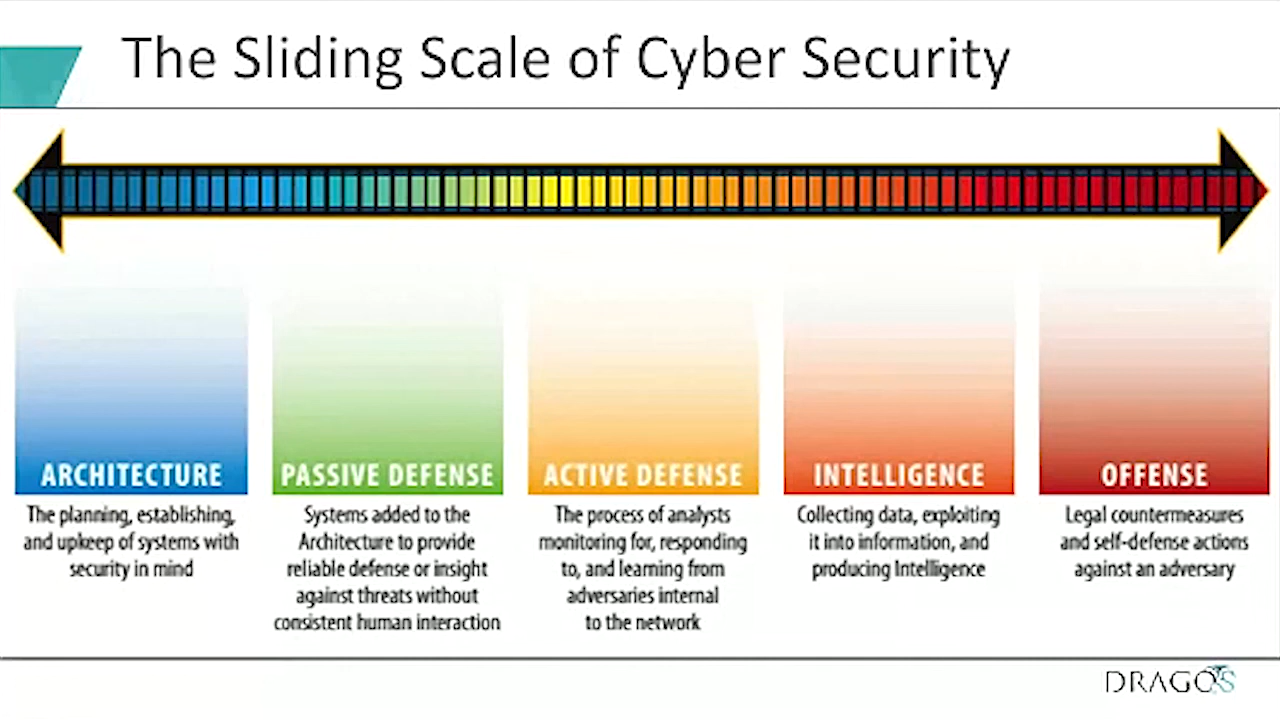 The Sliding Scale of Cyber Security
ARCHITECTURE
The planning, establishing,
and upkeep of systems with
security in mind
PASSIVE DEFENSE
Systems added to the
Architecture to provide
reliable defense or insight
against threats without
consistent human interaction
ACTIVE DEFENSE
The process of analysts
monitoring for, responding
to, and learning from
adversaries internal
to the network
INTELLIGENCE
Collecting data, exploiting
it into information, and
producing Intelligence
OFFENSE
Legal countermeasures
and self-defense actions
against an adversary
DRAGOS